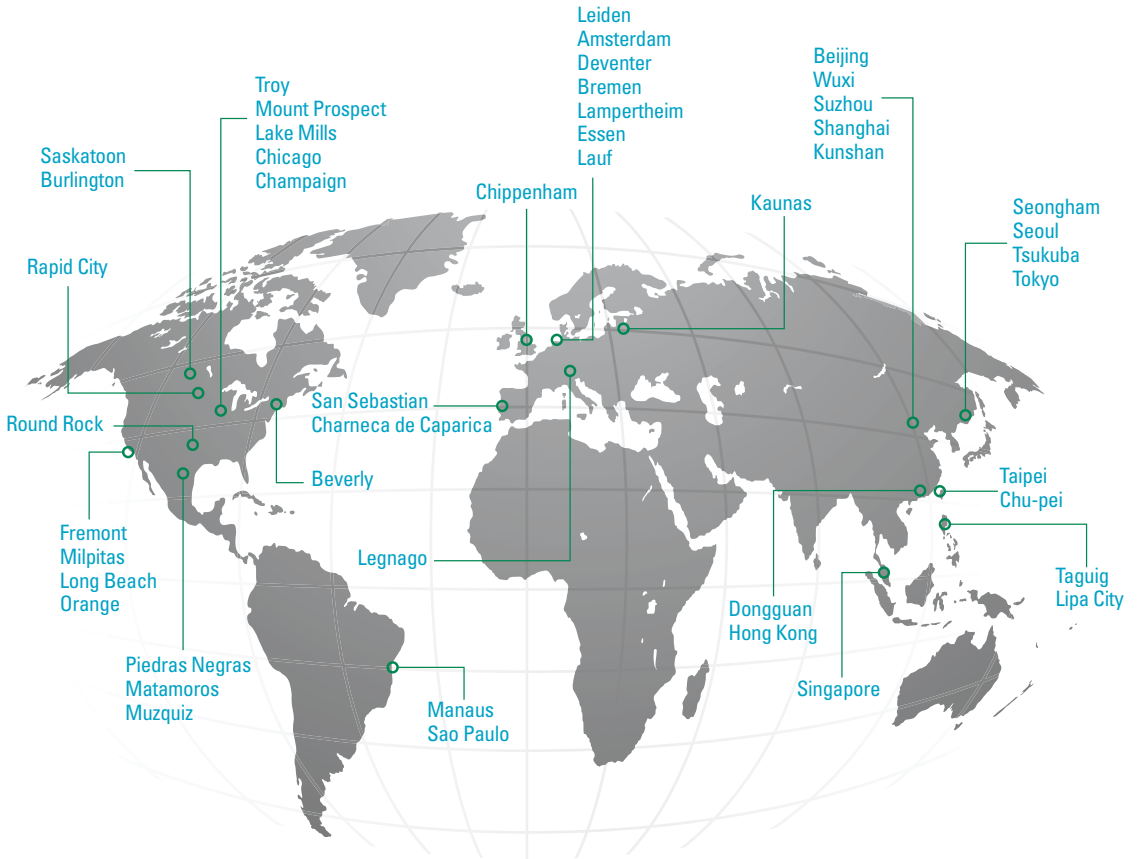 Leiden
Amsterdam
Deventer
Bremen
Lampertheim
Essen
Lauf
Beijing
Wuxi
Suzhou
Shanghai
Kunshan
Troy
Mount Prospect
Lake Mills
Chicago
Champaign
Saskatoon
Burlington
Chippenham
Kaunas
Seongham
Seoul
Tsukuba
Tokyo
Rapid City
San Sebastian
Charneca de Caparica
Round Rock
Beverly
Taipei
Chu-pei
Fremont
Milpitas
Long Beach
Orange
Legnago
Taguig
Lipa City
Dongguan
Hong Kong
Piedras Negras
Matamoros
Muzquiz
Singapore
Manaus
Sao Paulo